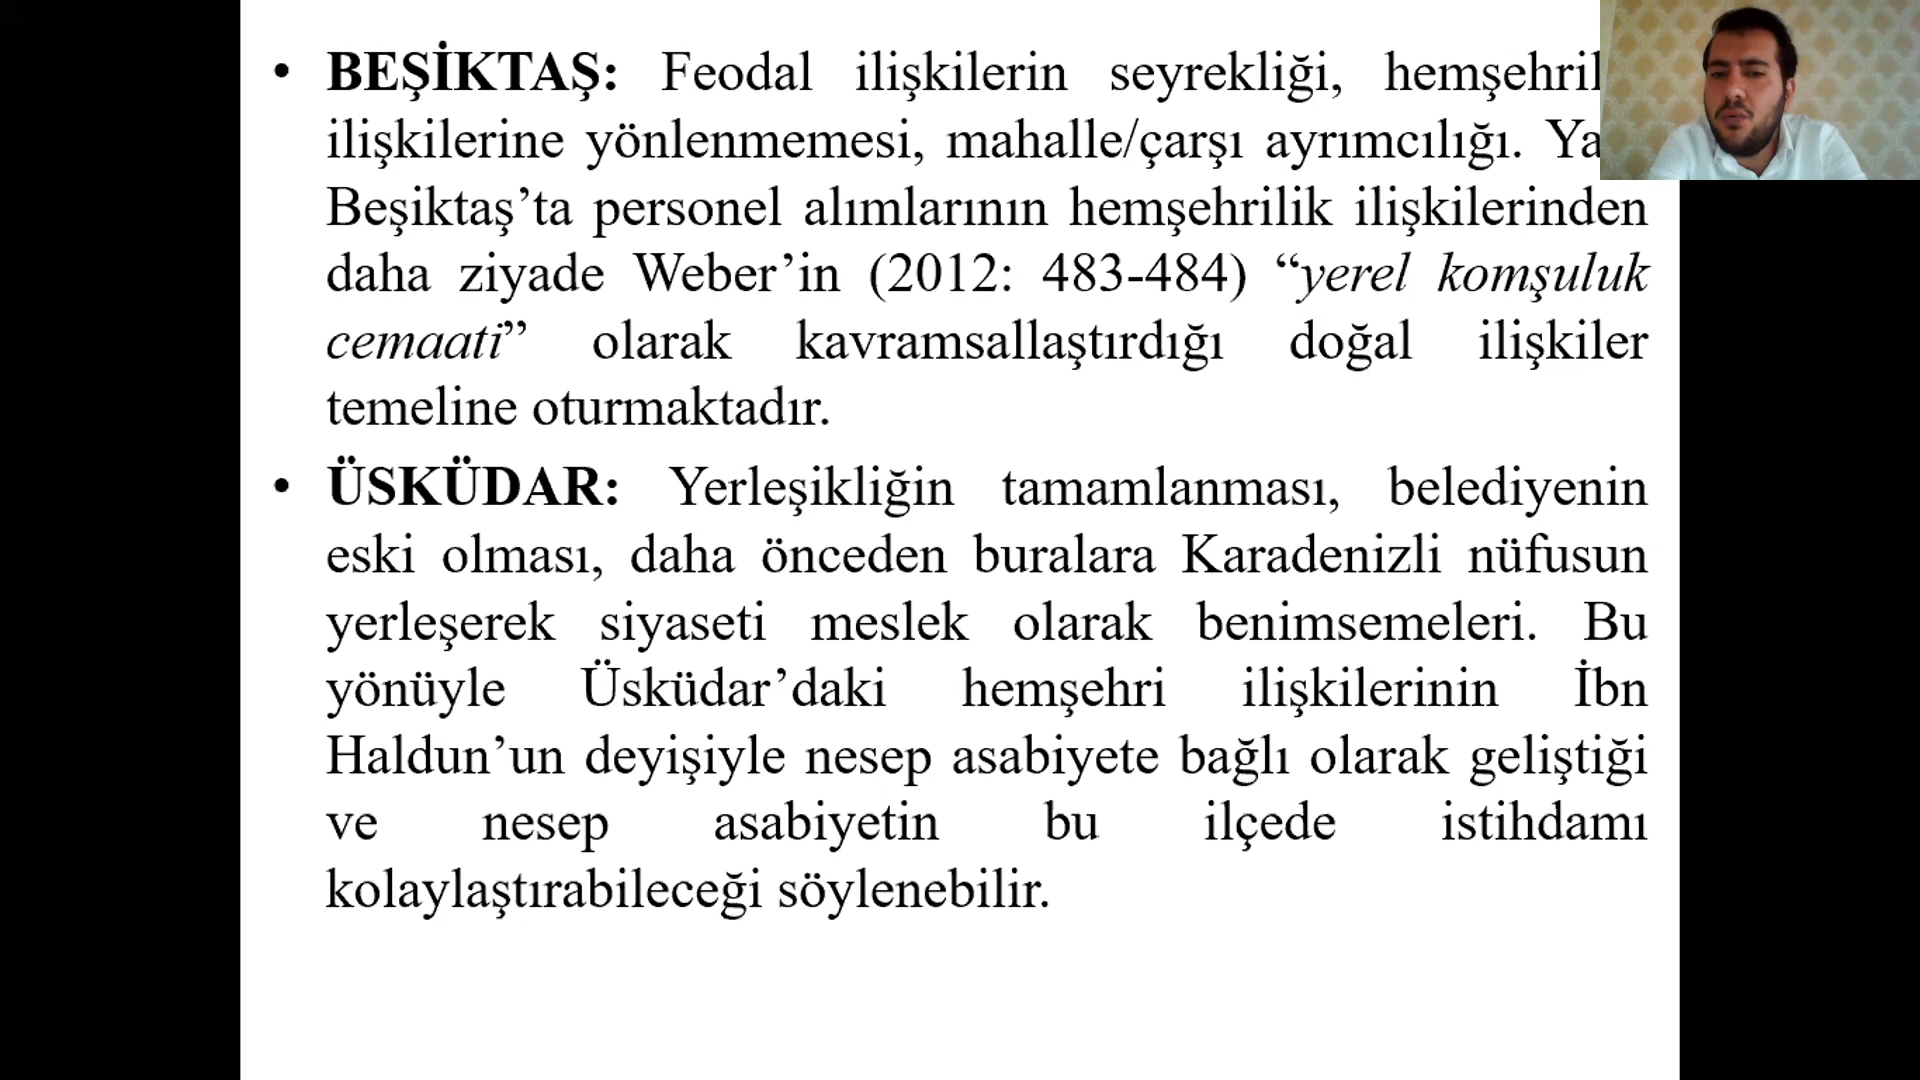 • BEŞİKTAŞ: Feodal ilişkilerin seyrekliği,
ilişkilerine yönlenmemesi, mahalle/çarşı ayrımcılığı.
Beşiktaş’ta personel alımlarının hemşehrilik ilişkilerinden
daha ziyade Weber’in (2012: 483-484) “yerel komşuluk
cemaati” olarak kavramsallaştırdığı doğal ilişkiler
temeline oturmaktadır.
• ÜSKÜDAR: Yerleşikliğin tamamlanması, belediyenin
eski olması, daha önceden buralara Karadenizli nüfusun
yerleşerek siyaseti meslek olarak benimsemeleri. Bu
yönüyle Üsküdar’daki hemşehri ilişkilerinin İbn
Haldun’un deyişiyle nesep asabiyete bağlı olarak geliştiği
ve nesep asabiyetin bu ilçede istihdamı
kolaylaştırabileceği söylenebilir.